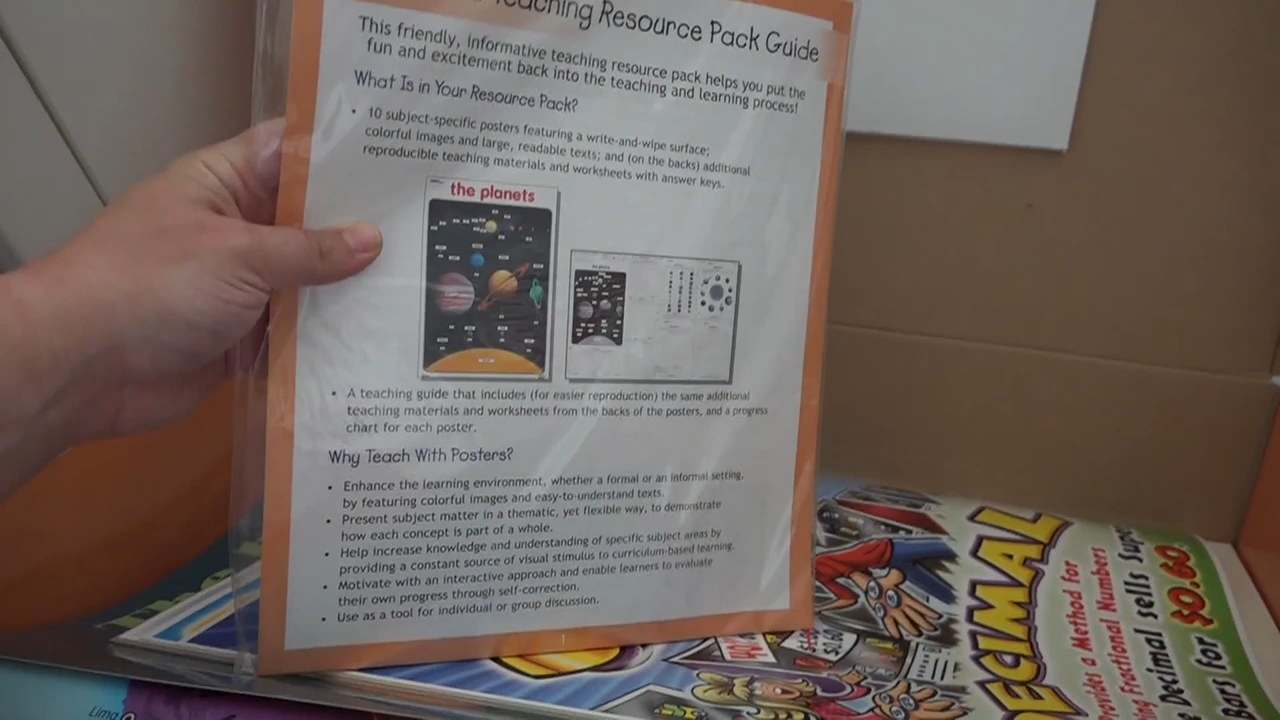 Teaching Resource Pack Guide
This friendly, informative teaching resource pack helps you put the
fun and excitement back into the teaching and learning process!
What Is in Your Resource Pack?
• 10 subject-specific posters featuring a write-and-wipe surface;
colorful images and large, readable texts; and (on the backs) additional
reproducible teaching materials and worksheets with answer keys.
the planets
• A teaching guide that includes (for easier reproduction) the same additional
teaching materials and worksheets from the backs of the posters, and a progress
chart for each poster.
Why Teach With Posters?
• Enhance the learning environment, whether a formal or an informal setting,
by featuring colorful images and easy-to-understand texts.
• Present subject matter in a thematic, yet flexible way, to demonstrate
how each concept is part of a whole.
• Help increase knowledge and understanding of specific subject areas by
providing a constant source of visual stimulus to curriculum-based learning.
• Motivate with an interactive approach and enable learners to evaluate
their own progress through self-correction.
• Use as a tool for individual or group discussion.
1
DECIMAL
a Method for
Fractional Numbers
Decimal sells
Bars for $0.60
Lima